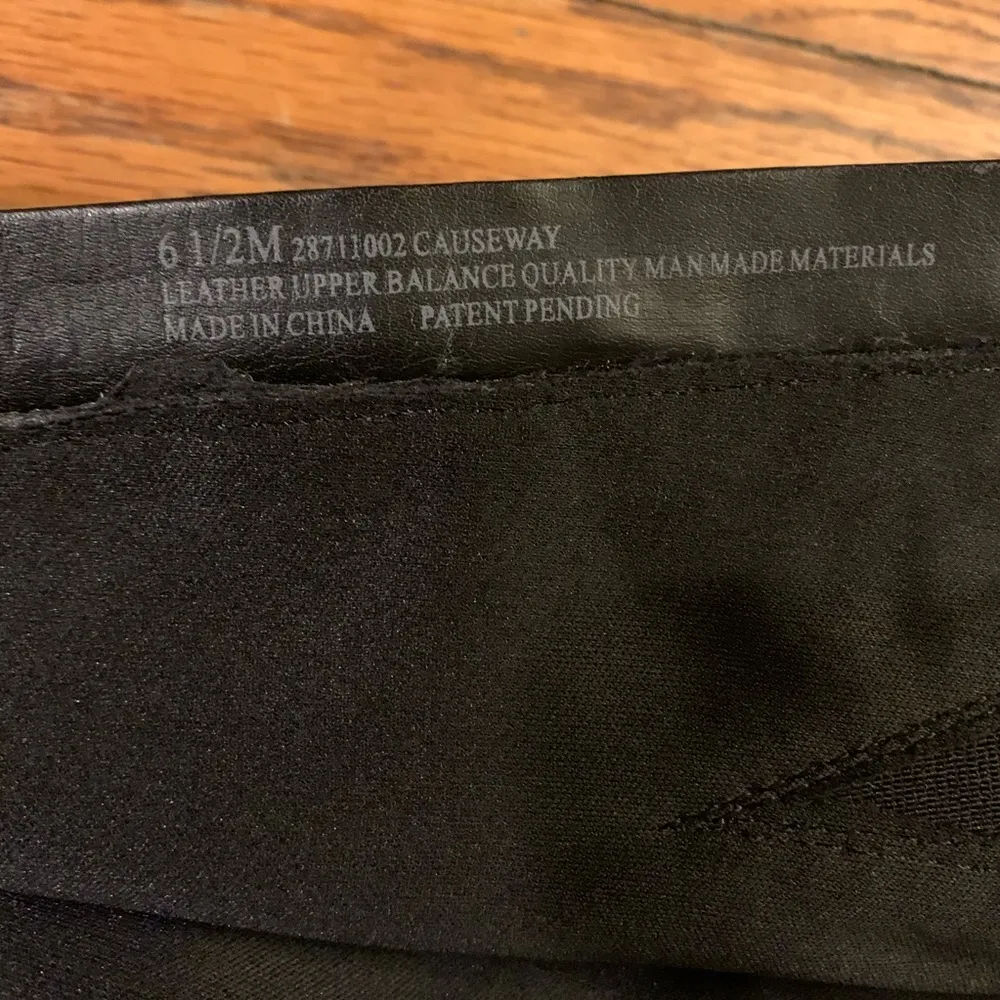 6 1/2M 28711002 CAUSEWAY
LEATHER UPPER BALANCE QUALITY MAN MADE MATERIALS
MADE IN CHINA PATENT PENDING